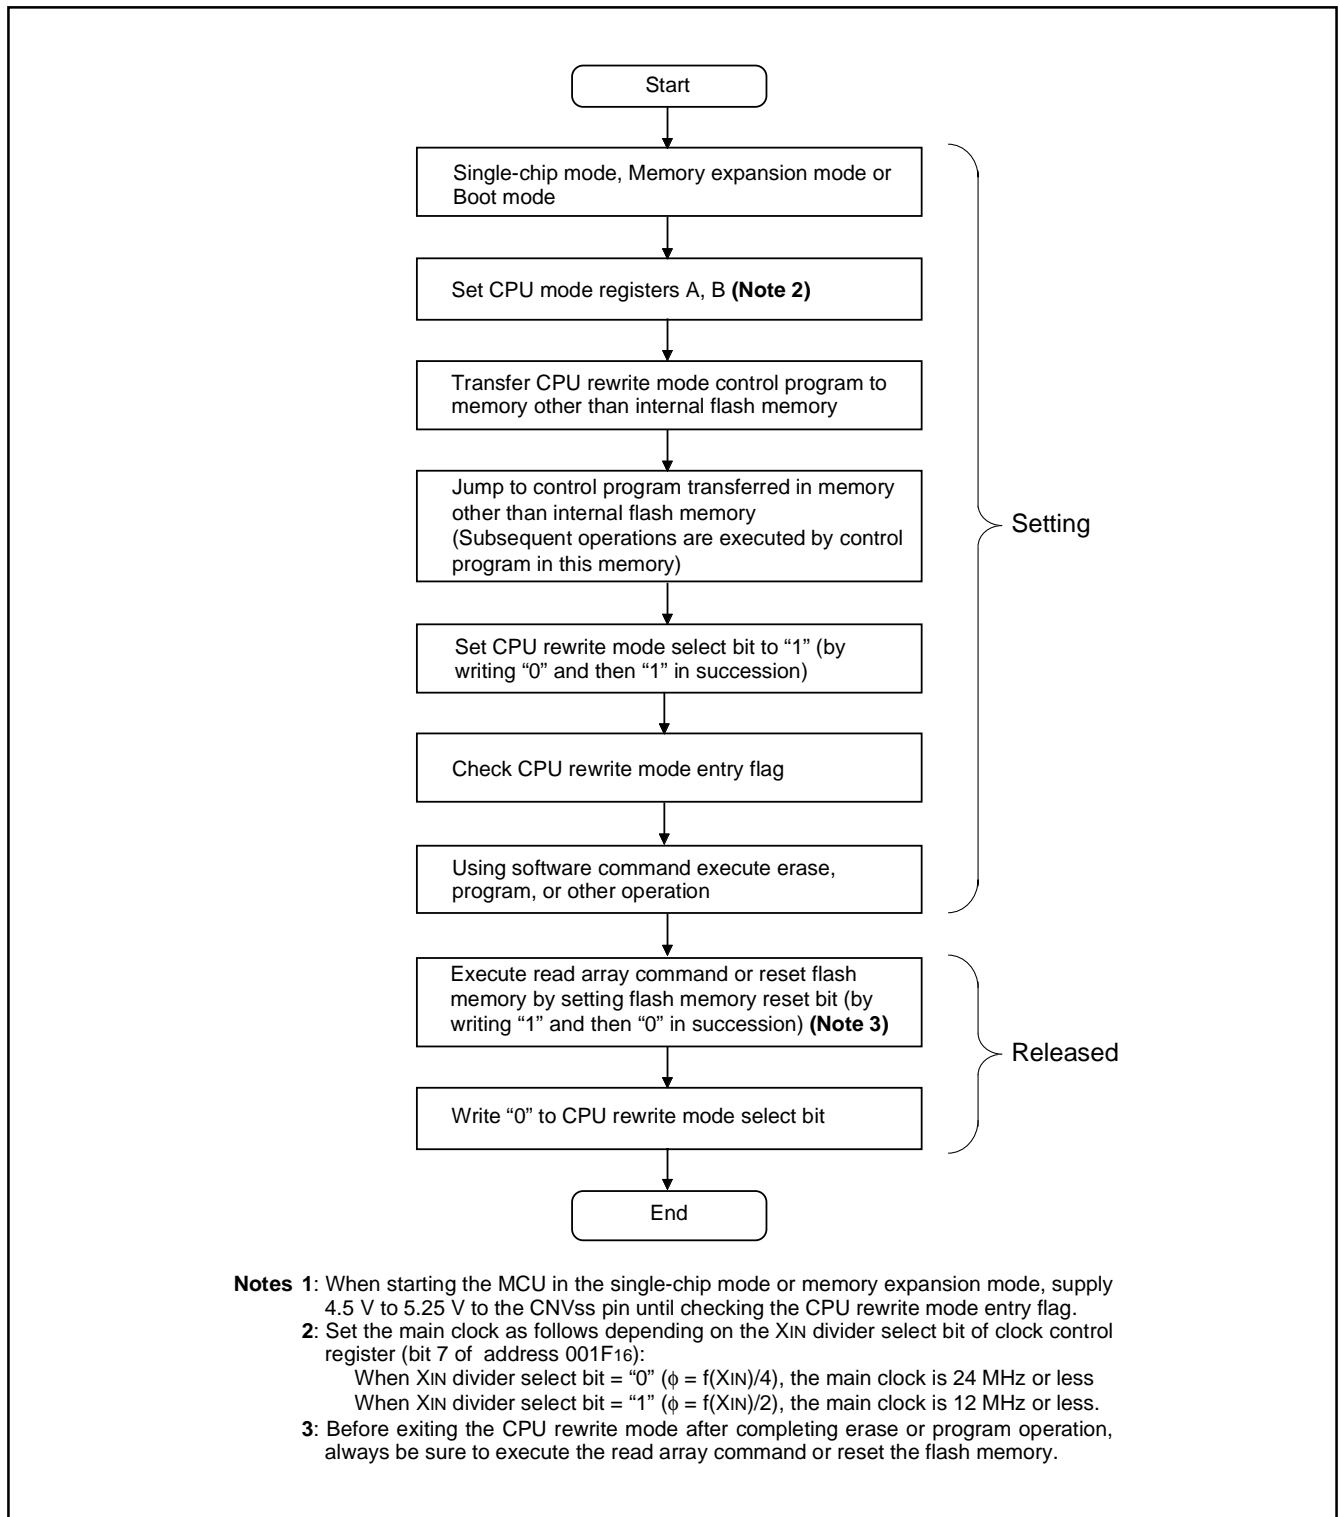 Start
Single-chip mode, Memory expansion mode or
Boot mode
Set CPU mode registers A, B (Note 2)
Transfer CPU rewrite mode control program to
memory other than internal flash memory
Jump to control program transferred in memory
other than internal flash memory
(Subsequent operations are executed by control
program in this memory)
Setting
Set CPU rewrite mode select bit to “1” (by
writing “0” and then “1” in succession)
Check CPU rewrite mode entry flag
Using software command execute erase,
program, or other operation
Execute read array command or reset flash
memory by setting flash memory reset bit (by
writing “1” and then “0” in succession) (Note 3)
Released
Write “0” to CPU rewrite mode select bit
End
Notes 1: When starting the MCU in the single-chip mode or memory expansion mode, supply
4.5 V to 5.25 V to the CNVss pin until checking the CPU rewrite mode entry flag.
2: Set the main clock as follows depending on the XIN divider select bit of clock control
register (bit 7 of address 001F16):
When XIN divider select bit = “0” (ϕ = f(XIN)/4), the main clock is 24 MHz or less
When XIN divider select bit = “1” (ϕ = f(XIN)/2), the main clock is 12 MHz or less.
3: Before exiting the CPU rewrite mode after completing erase or program operation,
always be sure to execute the read array command or reset the flash memory.